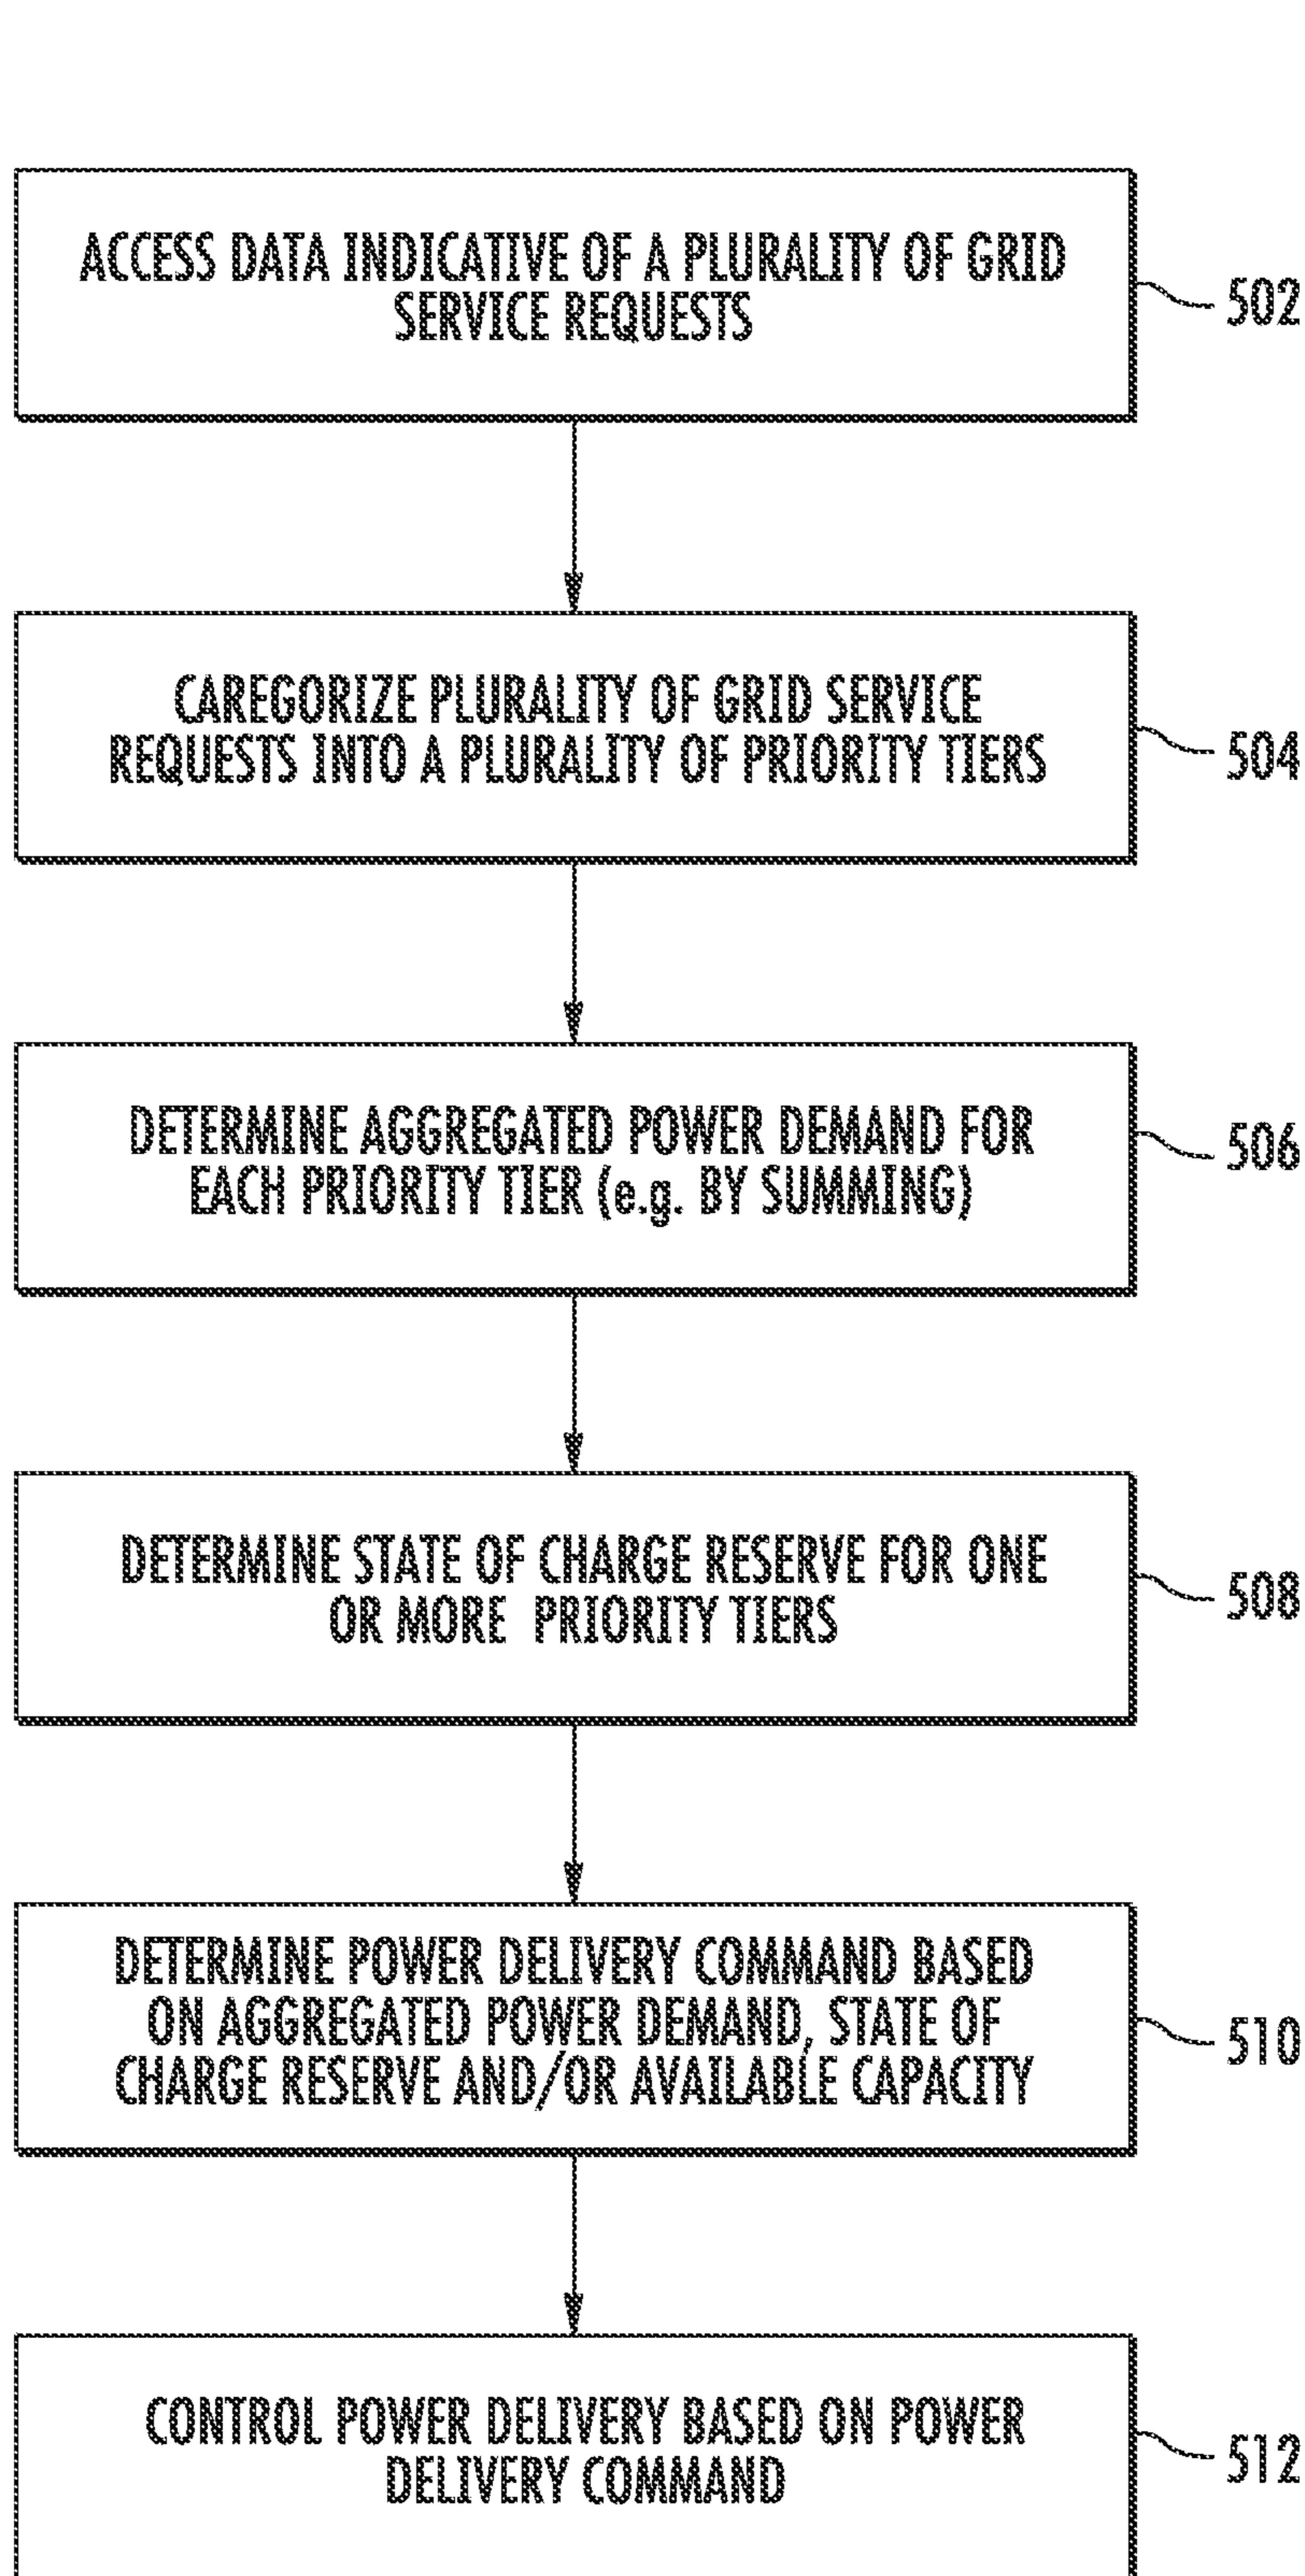 ACCESS DATA INDICATIVE OF A PLURALITY OF GRID
SERVICE REQUESTS
502
CAREGORIZE PLURALITY OF GRID SERVICE
REQUESTS INTO A PLURALITY OF PRIORITY TIERS
504
DETERMINE AGGREGATED POWER DEMAND FOR
EACH PRIORITY TIER (e.g. BY SUMMING)
506
DETERMINE STATE OF CHARGE RESERVE FOR ONE
OR MORE PRIORITY TIERS
508
DETERMINE POWER DELIVERY COMMAND BASED
ON AGGREGATED POWER DEMAND, STATE OF
CHARGE RESERVE AND/OR AVAILABLE CAPACITY
510
CONTROL POWER DELIVERY BASED ON POWER
DELIVERY COMMAND
512